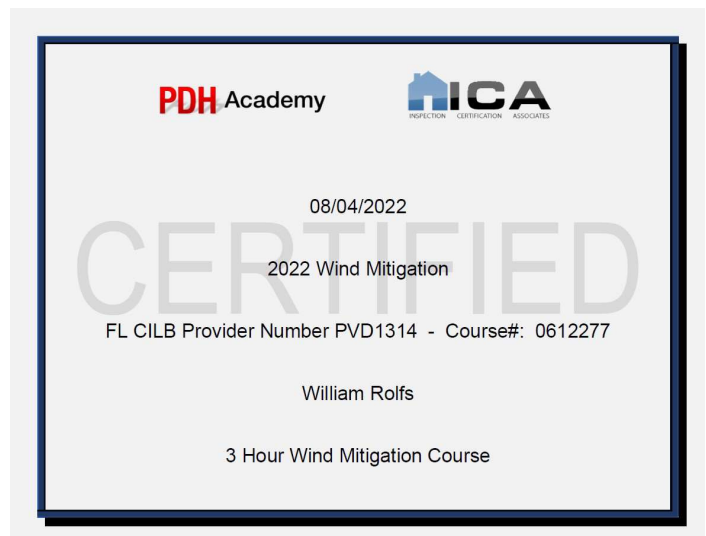 PDH Academy
ICA
INSPECTION CERTIFICATION ASSOCIATES
08/04/2022
CERTIFIED
2022 Wind Mitigation
FL CILB Provider Number PVD1314 - Course#: 0612277
William Rolfs
3 Hour Wind Mitigation Course